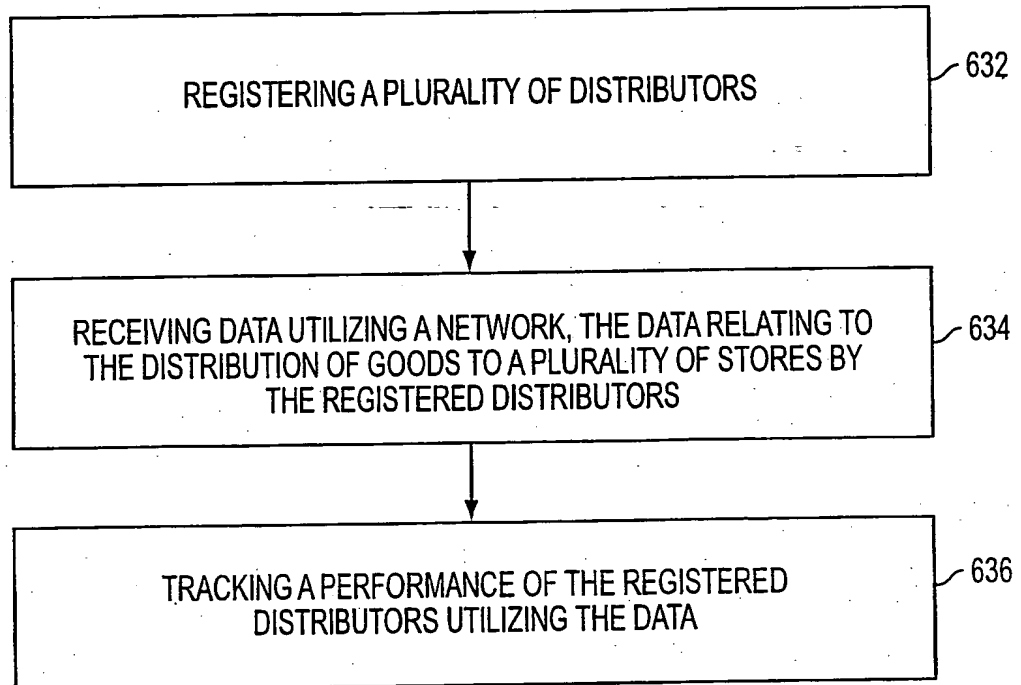 REGISTERING A PLURALITY OF DISTRIBUTORS
632
RECEIVING DATA UTILIZING A NETWORK, THE DATA RELATING TO
THE DISTRIBUTION OF GOODS TO A PLURALITY OF STORES BY
THE REGISTERED DISTRIBUTORS
634
TRACKING A PERFORMANCE OF THE REGISTERED
DISTRIBUTORS UTILIZING THE DATA
636